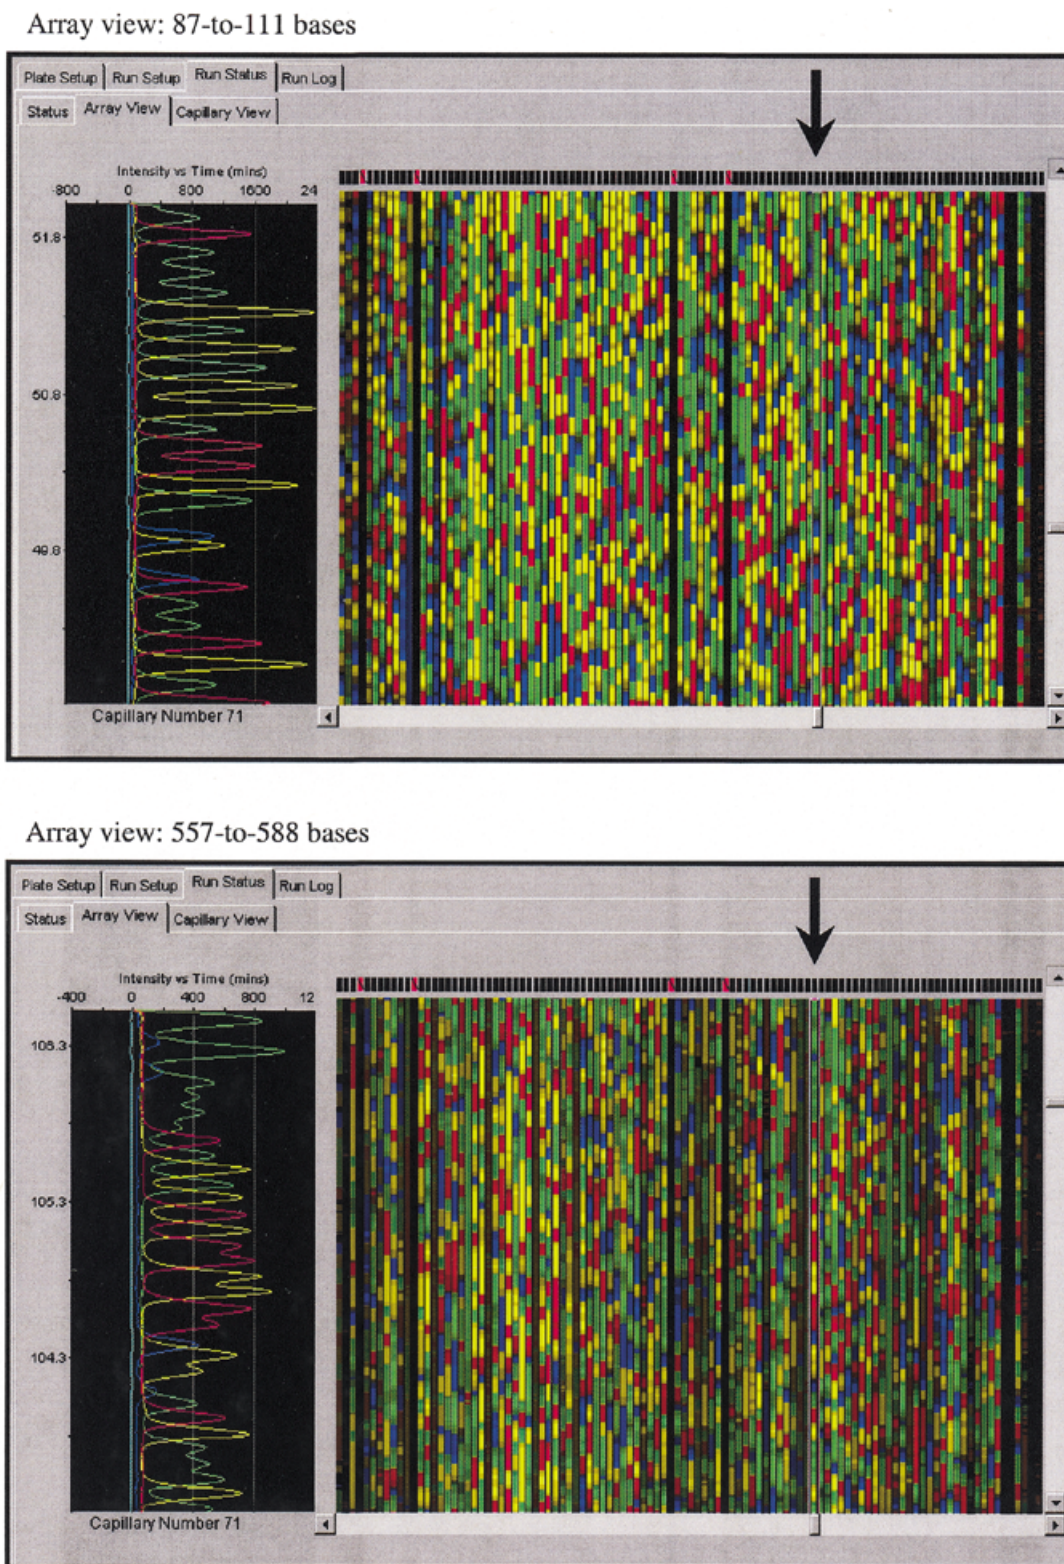 Array view: 87-to-111 bases
Plate Setup Run Setup Run Status Run Log
Status Array View Capillary View
Intensity vs Time (mins)
-800 0 800 1600 24
51.8
50.8
49.8
Capillary Number 71
Array view: 557-to-588 bases
Plate Setup Run Setup Run Status Run Log
Status Array View Capillary View
Intensity vs Time (mins)
-400 0 400 800 12
106.3
105.3
104.3
Capillary Number 71